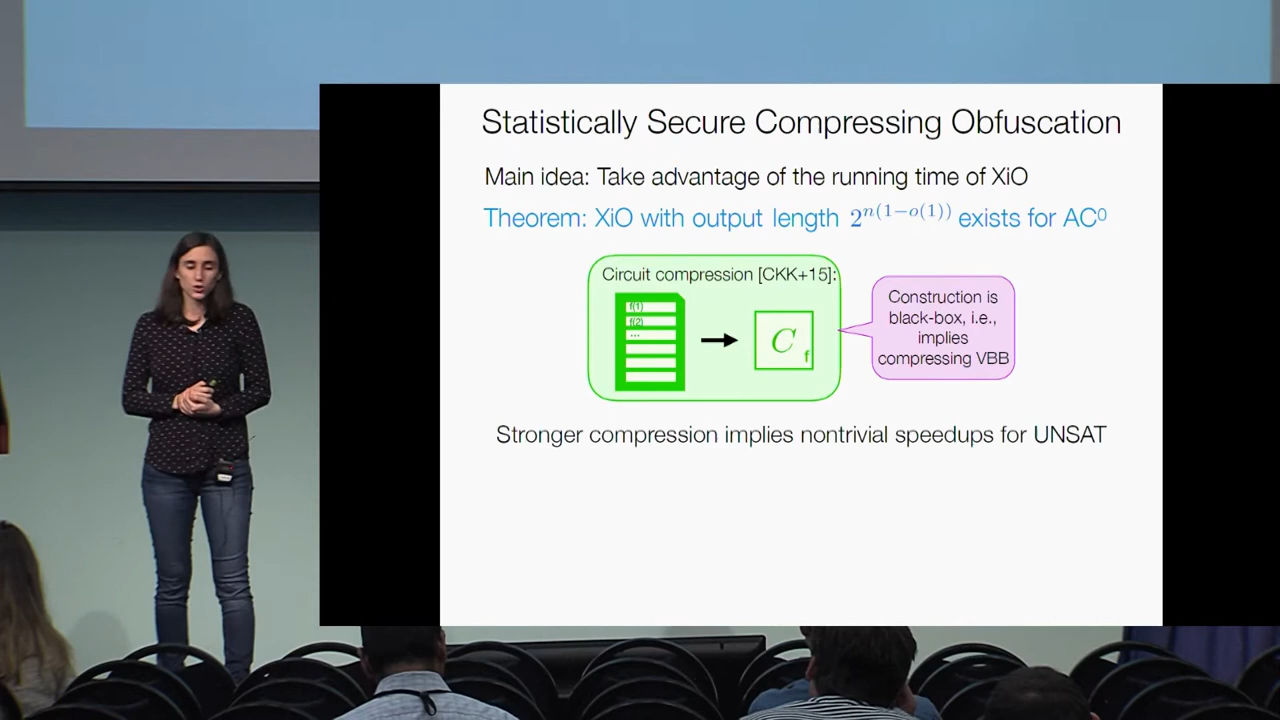 Statistically Secure Compressing Obfuscation
Main idea: Take advantage of the running time of XiO
Theorem: XiO with output length 2^{n(1−o(1))} exists for AC⁰
Circuit compression [CKK+15]:
f(1)
f(2)
...
C f
Construction is
black-box, i.e.,
implies
compressing VBB
Stronger compression implies nontrivial speedups for UNSAT